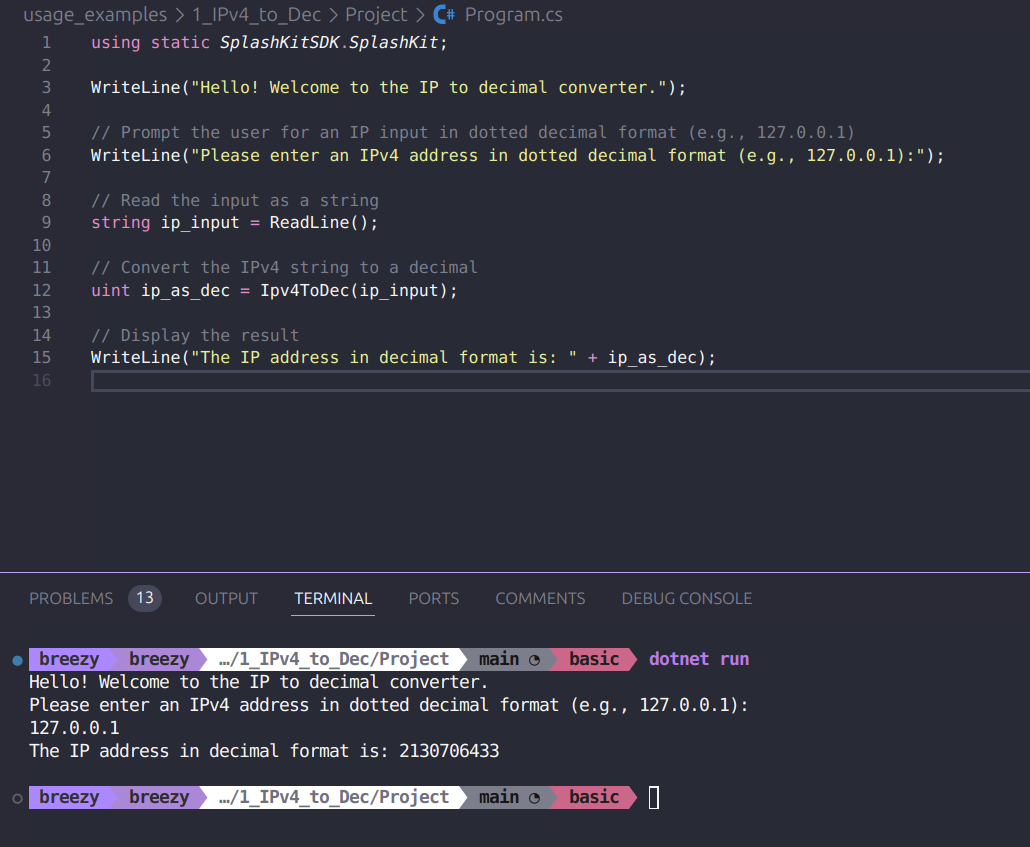 usage_examples > 1_IPv4_to_Dec > Project > C# Program.cs
1 using static SplashKitSDK.SplashKit;
2
3 WriteLine("Hello! Welcome to the IP to decimal converter.");
4
5 // Prompt the user for an IP input in dotted decimal format (e.g., 127.0.0.1)
6 WriteLine("Please enter an IPv4 address in dotted decimal format (e.g., 127.0.0.1):");
7
8 // Read the input as a string
9 string ip_input = ReadLine();
10
11 // Convert the IPv4 string to a decimal
12 uint ip_as_dec = Ipv4ToDec(ip_input);
13
14 // Display the result
15 WriteLine("The IP address in decimal format is: " + ip_as_dec);
16
PROBLEMS 13 OUTPUT TERMINAL PORTS COMMENTS DEBUG CONSOLE
breezy breezy …/1_IPv4_to_Dec/Project main basic dotnet run
Hello! Welcome to the IP to decimal converter.
Please enter an IPv4 address in dotted decimal format (e.g., 127.0.0.1):
127.0.0.1
The IP address in decimal format is: 2130706433
breezy breezy …/1_IPv4_to_Dec/Project main basic